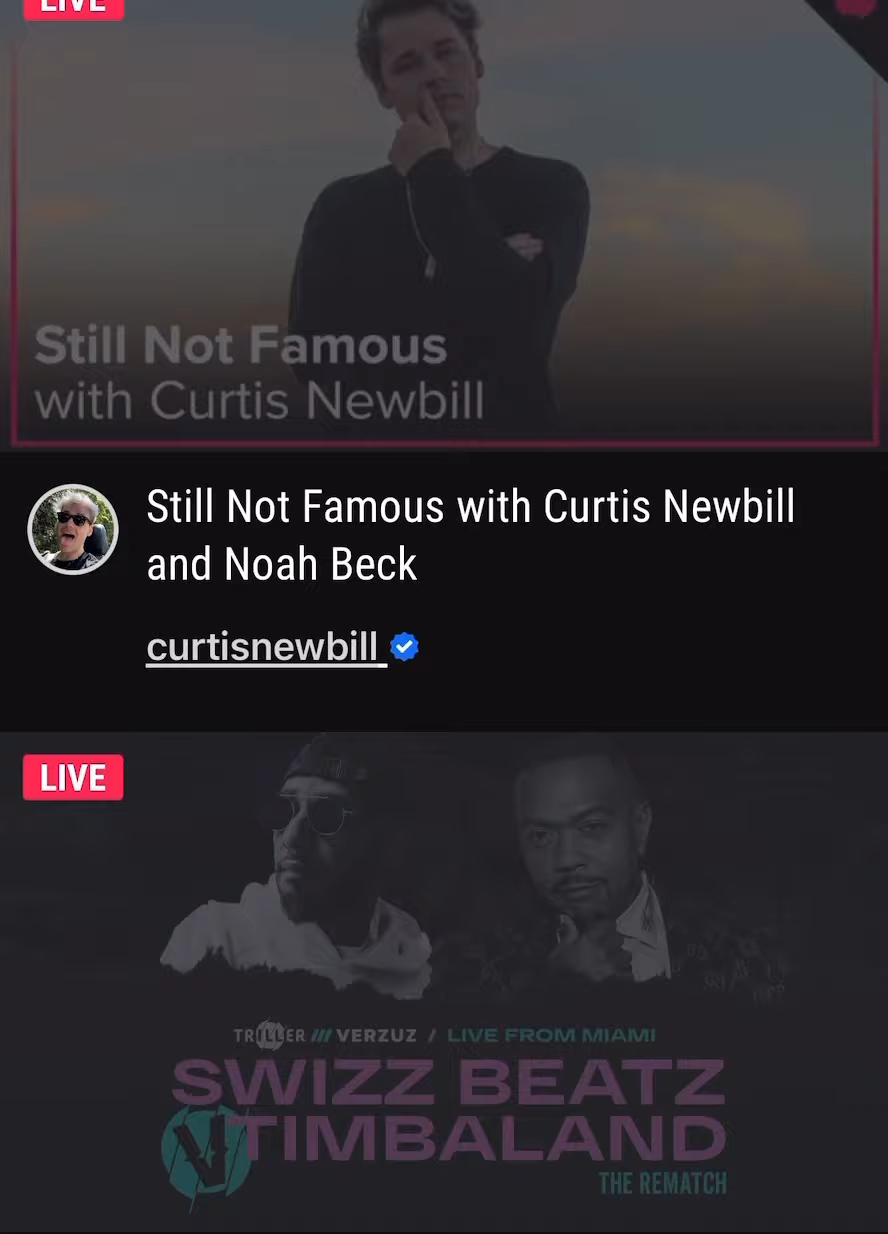 LIVE
Still Not Famous
with Curtis Newbill
Still Not Famous with Curtis Newbill
and Noah Beck
curtisnewbill
LIVE
TRILLER /// VERZUZ / LIVE FROM MIAMI
SWIZZ BEATZ
V TIMBALAND
THE REMATCH